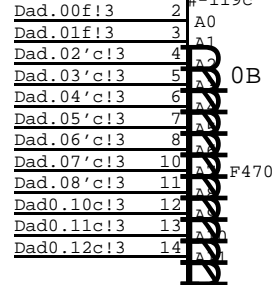 #-119C
Dad.00f!3 2 A0
Dad.01f!3 3 A1
Dad.02'c!3 4
Dad.03'c!3 5 0B
Dad.04'c!3 6
Dad.05'c!3 7
Dad.06'c!3 8
Dad.07'c!3 10 F470
Dad.08'c!3 11
Dad0.10c!3 12
Dad0.11c!3 13
Dad0.12c!3 14